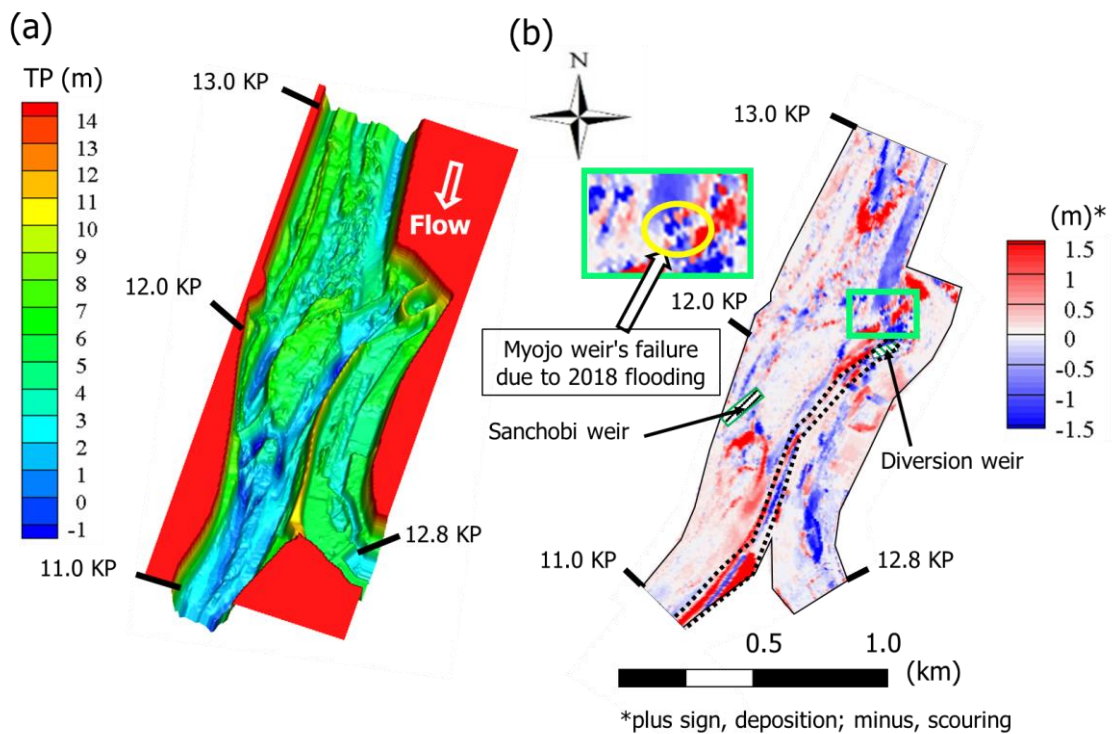 (a)
TP (m)
14
13
12
11
10
9
8
7
6
5
4
3
2
1
0
-1
13.0 KP
12.0 KP
11.0 KP
12.8 KP
Flow
(b)
N
13.0 KP
12.0 KP
Myojo weir's failure
due to 2018 flooding
Sanchobi weir
Diversion weir
11.0 KP
12.8 KP
(m)*
1.5
1
0.5
0
-0.5
-1
-1.5
0.5
1.0
(km)
*plus sign, deposition; minus, scouring